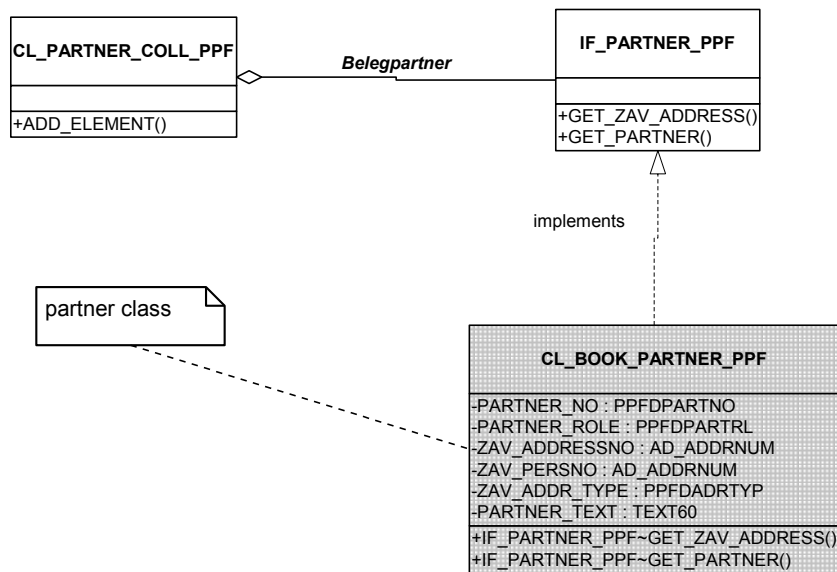 CL_PARTNER_COLL_PPF
+ADD_ELEMENT()
Belegpartner
IF_PARTNER_PPF
+GET_ZAV_ADDRESS()
+GET_PARTNER()
implements
partner class
CL_BOOK_PARTNER_PPF
-PARTNER_NO : PPFDPARTNO
-PARTNER_ROLE : PPFDPARTRL
-ZAV_ADDRESSNO : AD_ADDRNUM
-ZAV_PERSNO : AD_ADDRNUM
-ZAV_ADDR_TYPE : PPFDADRTYP
-PARTNER_TEXT : TEXT60
+IF_PARTNER_PPF~GET_ZAV_ADDRESS()
+IF_PARTNER_PPF~GET_PARTNER()